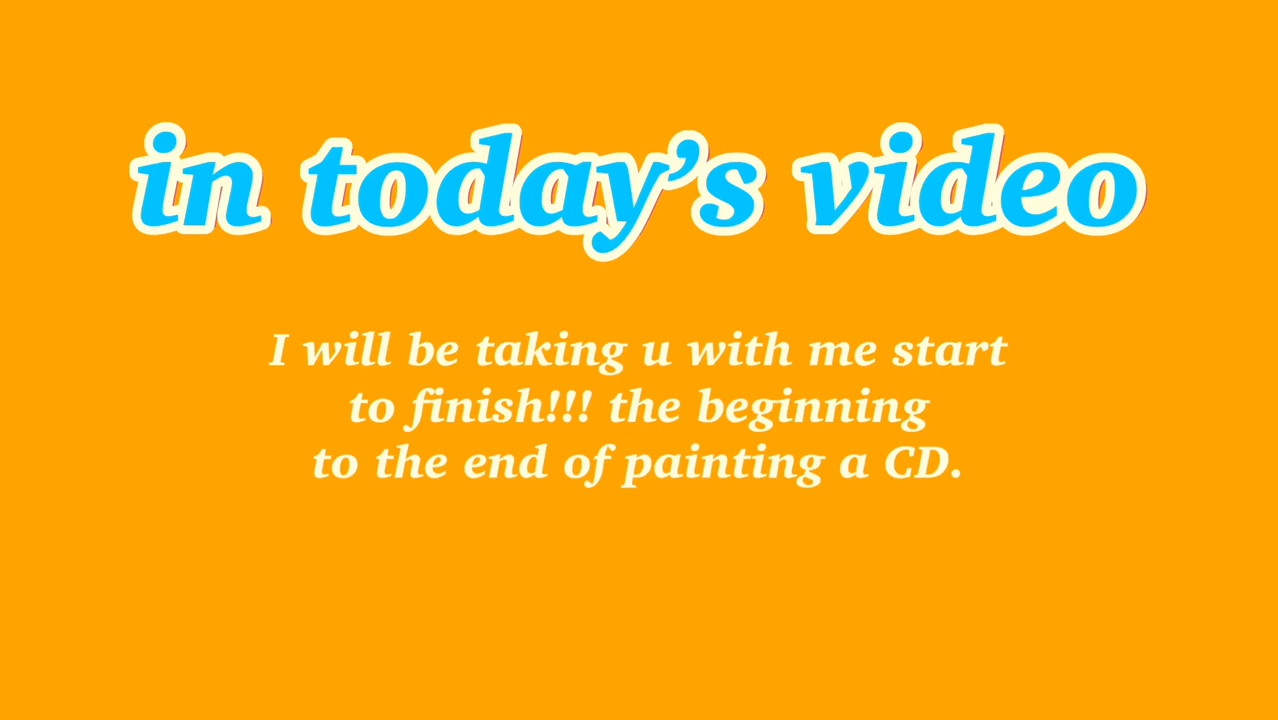 in today’s video
I will be taking u with me start
to finish!!! the beginning
to the end of painting a CD.